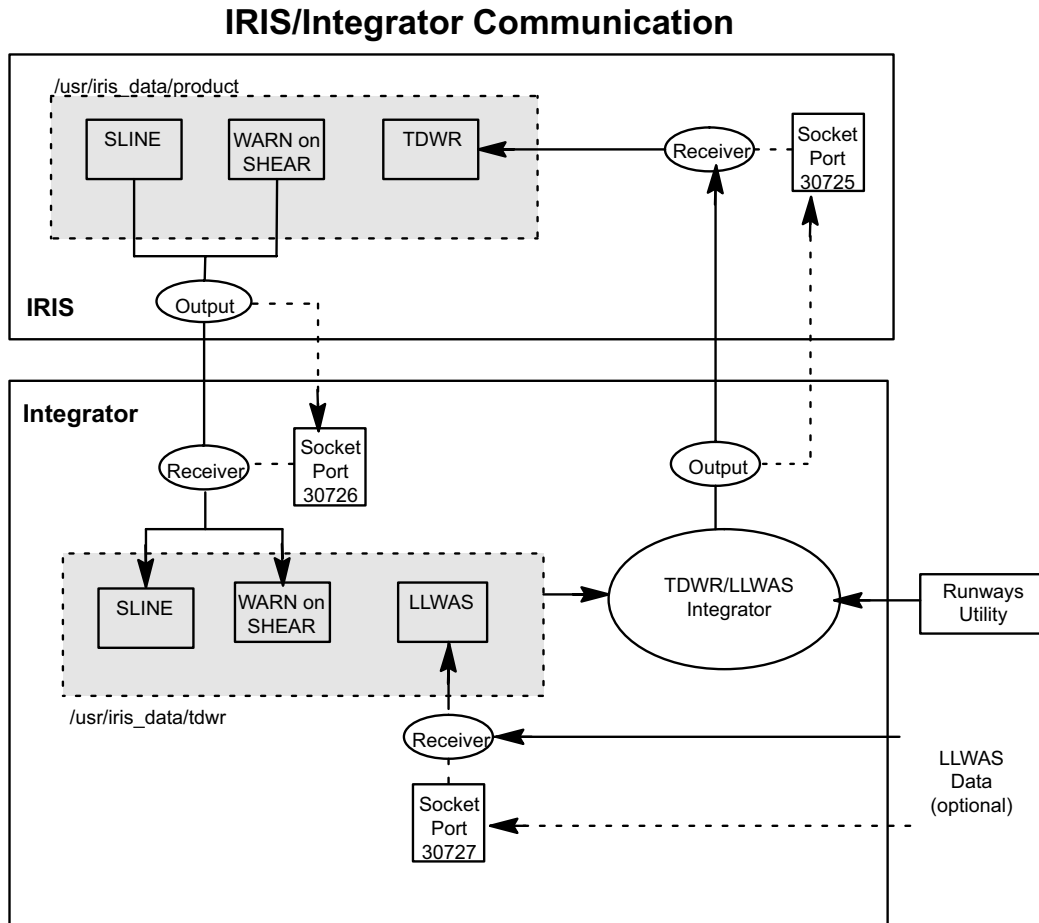 IRIS/Integrator Communication
/usr/iris_data/product
SLINE
WARN on
SHEAR
TDWR
Receiver
Socket
Port
30725
Output
IRIS
Integrator
Receiver
Socket
Port
30726
Output
SLINE
WARN on
SHEAR
LLWAS
TDWR/LLWAS
Integrator
Runways
Utility
/usr/iris_data/tdwr
Receiver
LLWAS
Data
(optional)
Socket
Port
30727